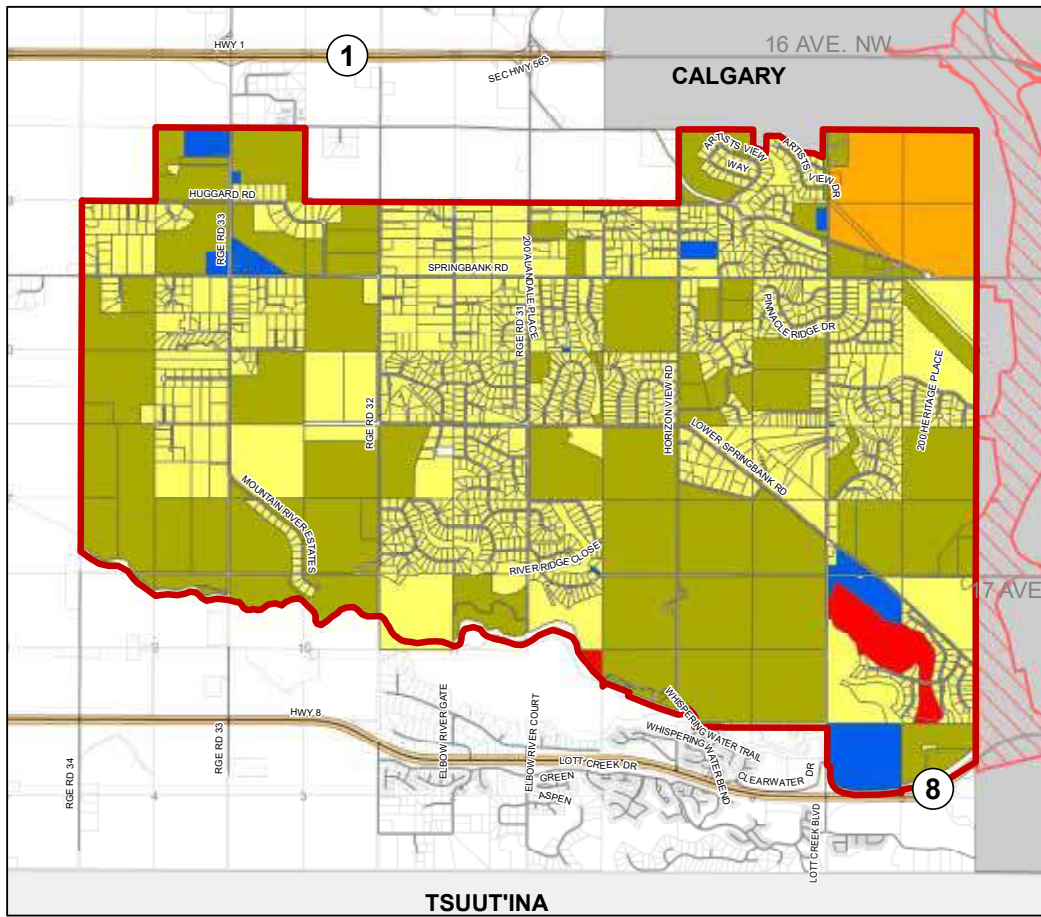 HWY 1
1
16 AVE. NW
SEC HWY 563
CALGARY
ARTISTS VIEW
WAY
ARTISTS VIEW DR
HUGGARD RD
RGE RD 33
200 ALANDALE PLACE
SPRINGBANK RD
RGE RD 31
PINNACLE RIDGE DR
HORIZON VIEW RD
200 HERITAGE PLACE
RGE RD 32
LOWER SPRINGBANK RD
MOUNTAIN RIVER ESTATES
RIVER RIDGE CLOSE
17 AVE
10
HWY 8
RGE RD 33
RGE RD 34
ELBOW RIVER GATE
ELBOW RIVER COURT
WHISPERING WATER TRAIL
WHISPERING WATER BEND
LOTT CREEK DR
CLEARWATER DR
GREEN
ASPEN
8
4
3
LOTT CREEK BLVD
TSUUT'INA